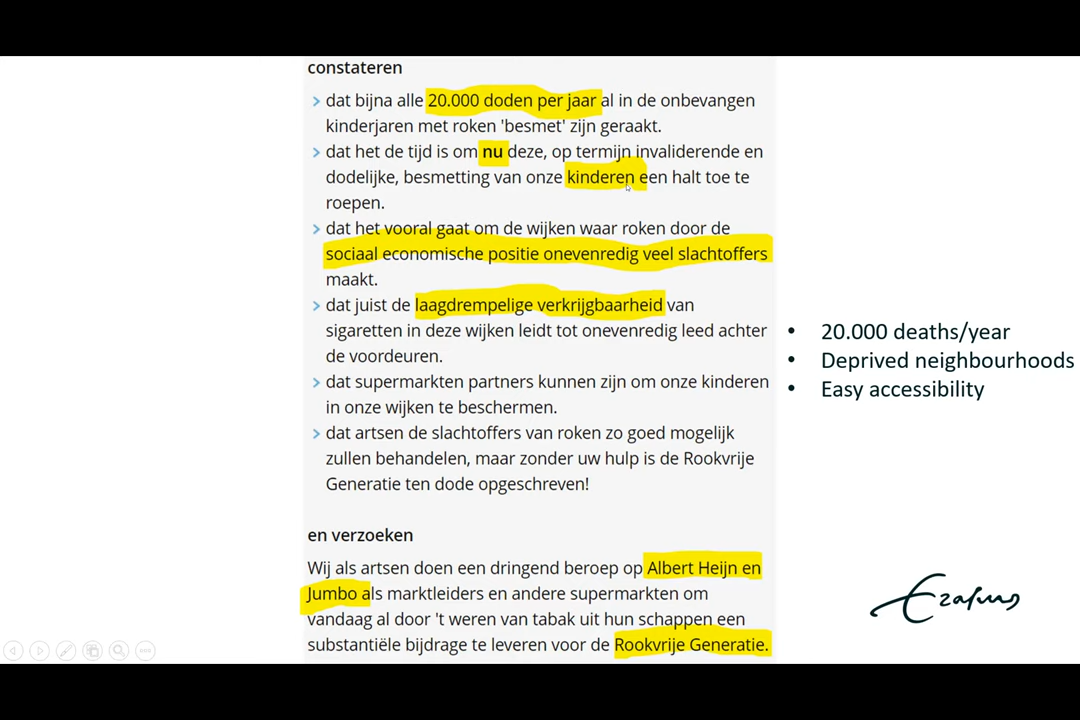 constateren
dat bijna alle 20.000 doden per jaar al in de onbevangen
kinderjaren met roken 'besmet' zijn geraakt.
dat het de tijd is om nu deze, op termijn invaliderende en
dodelijke, besmetting van onze kinderen een halt toe te
roepen.
dat het vooral gaat om de wijken waar roken door de
sociaal economische positie onevenredig veel slachtoffers
maakt.
dat juist de laagdrempelige verkrijgbaarheid van
sigaretten in deze wijken leidt tot onevenredig leed achter
de voordeuren.
dat supermarkten partners kunnen zijn om onze kinderen
in onze wijken te beschermen.
dat artsen de slachtoffers van roken zo goed mogelijk
zullen behandelen, maar zonder uw hulp is de Rookvrije
Generatie ten dode opgeschreven!
en verzoeken
Wij als artsen doen een dringend beroep op Albert Heijn en
Jumbo als marktleiders en andere supermarkten om
vandaag al door 't weren van tabak uit hun schappen een
substantiële bijdrage te leveren voor de Rookvrije Generatie.
• 20.000 deaths/year
• Deprived neighbourhoods
• Easy accessibility
Erasmus